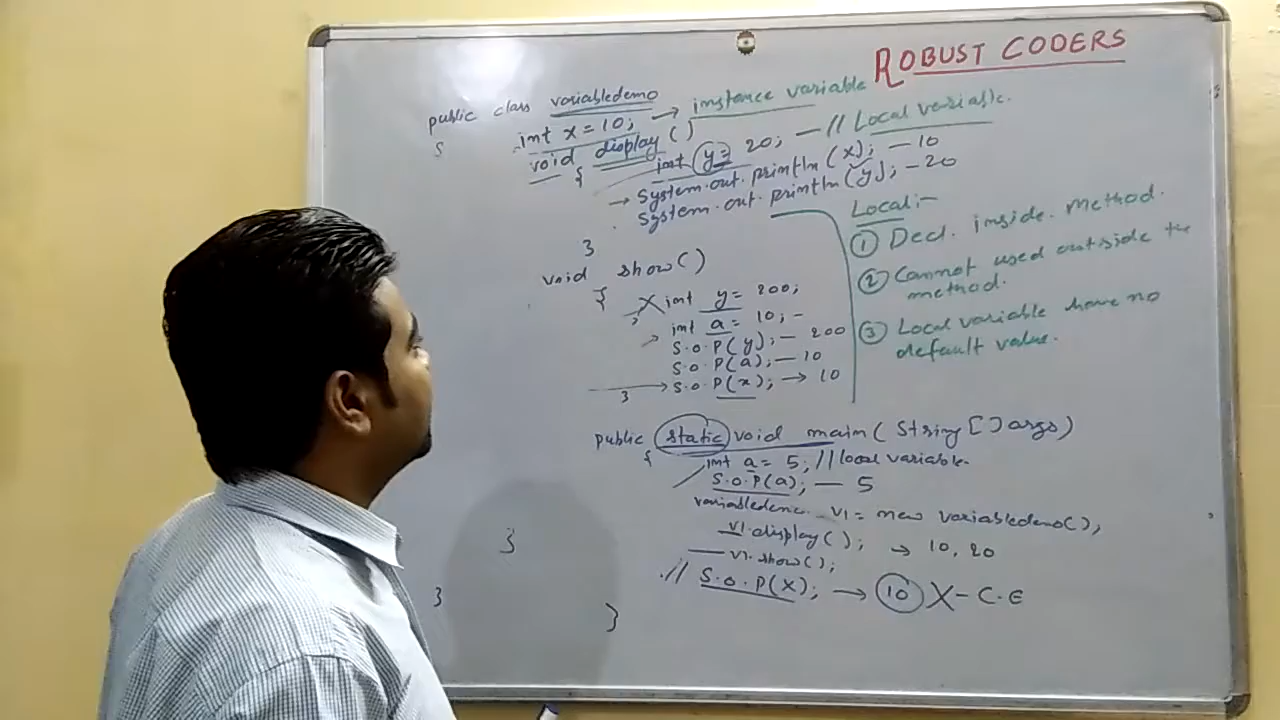 ROBUST CODERS
public class variabledemo
{
int x = 10; → instance variable
void display ( )
{
int y = 20; — // Local variable.
→ System.out.println (x); — 10
System.out.println (y); — 20
}
void show ( )
{
int y = 200;
int a = 10; -
S.o.P(y); — 200
S.o.P(a); — 10
S.o.P(x); → 10
}
public static void main ( String [ ] args )
{
int a = 5; // local variable.
S.o.P(a); — 5
variabledemo v1 = new variabledemo( );
v1.display ( ); → 10, 20
v1.show ( );
// S.o.P(X); → 10 X - C.E
}
}
}
Local :-
① Decl. inside. Method.
② Cannot used outside the
method.
③ Local variable have no
default value.